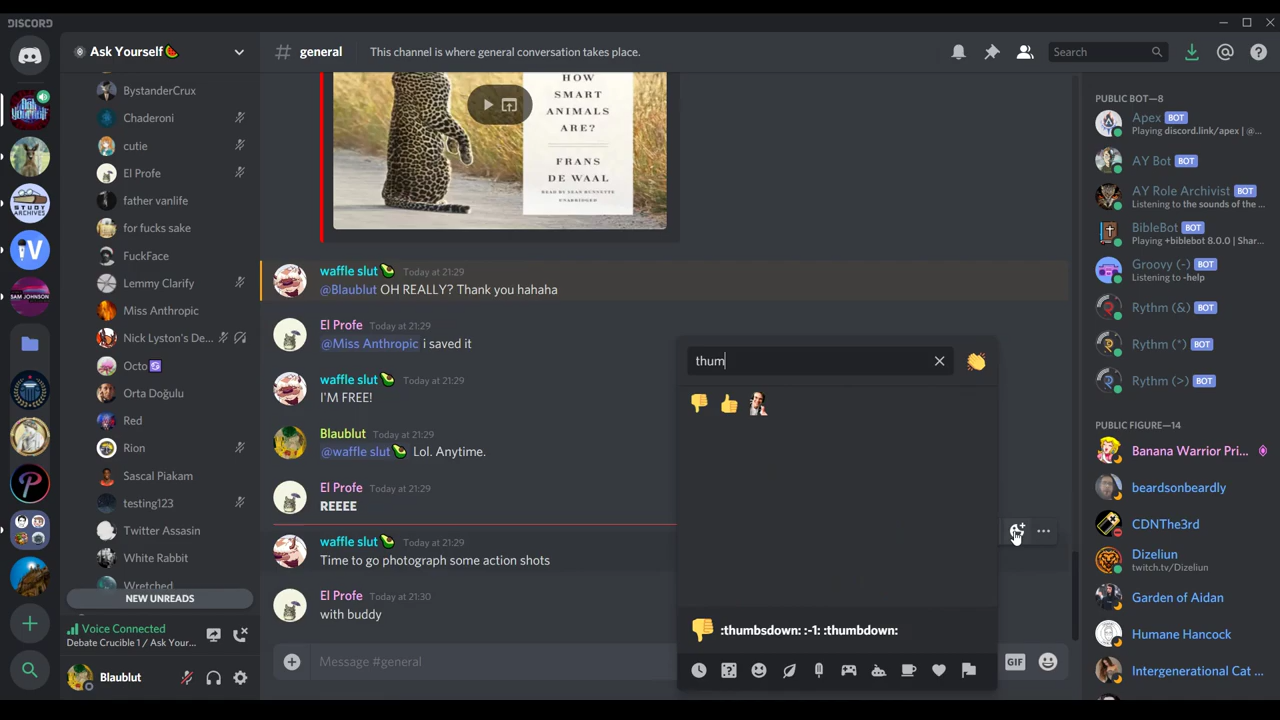 DISCORD
Ask Yourself🍉
# general
This channel is where general conversation takes place.
Search
BystanderCrux
Chaderoni
cutie
El Profe
father vanlife
for fucks sake
FuckFace
Lemmy Clarify
Miss Anthropic
Nick Lyston's De...
Octo
Orta Doğulu
Red
Rion
Sascal Piakam
testing123
Twitter Assasin
White Rabbit
Wretched
NEW UNREADS
Voice Connected
Debate Crucible 1 / Ask Your...
Blaublut
STUDY
ARCHIVES
V
SAM JOHNSON
HOW
SMART
ANIMALS
ARE?
FRANS
DE WAAL
READ BY SEAN RUNNETTE
UNABRIDGED
waffle slut🥑 Today at 21:29
@Blaublut OH REALLY? Thank you hahaha
El Profe Today at 21:29
@Miss Anthropic i saved it
waffle slut🥑 Today at 21:29
I'M FREE!
Blaublut Today at 21:29
@waffle slut🥑 Lol. Anytime.
El Profe Today at 21:29
REEEE
waffle slut🥑 Today at 21:29
Time to go photograph some action shots
El Profe Today at 21:30
with buddy
Message #general
GIF
thum
:thumbsdown: :-1: :thumbdown:
PUBLIC BOT—8
Apex BOT
Playing discord.link/apex | @...
AY Bot BOT
AY Role Archivist BOT
Listening to the sounds of the ...
BibleBot BOT
Playing +biblebot 8.0.0 | Shar...
Groovy (-) BOT
Listening to -help
Rythm (&) BOT
Rythm (*) BOT
Rythm (>) BOT
PUBLIC FIGURE—14
Banana Warrior Pri...
beardsonbeardly
CDNThe3rd
Dizeliun
twitch.tv/Dizeliun
Garden of Aidan
Humane Hancock
Intergenerational Cat ...